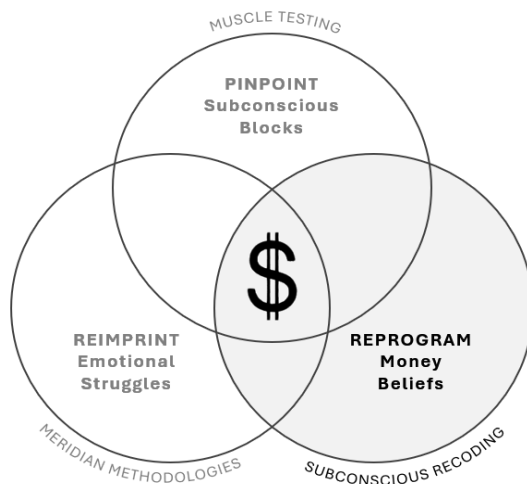 MUSCLE TESTING
PINPOINT
Subconscious
Blocks
$
REIMPRINT
Emotional
Struggles
REPROGRAM
Money
Beliefs
MERIDIAN METHODOLOGIES
SUBCONSCIOUS RECODING